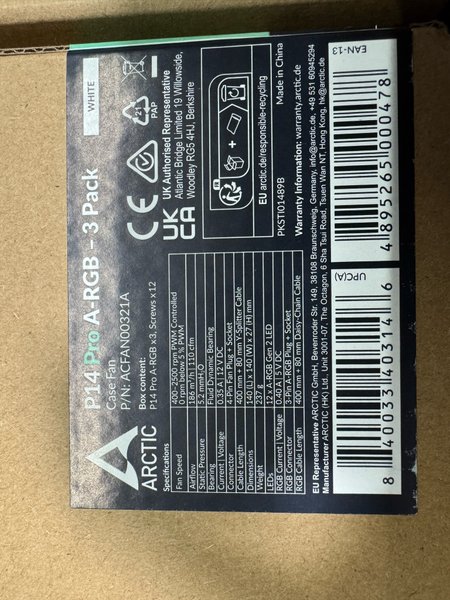 P14 Pro A-RGB – 3 Pack
WHITE
Case Fan
P/N: ACFAN00321A
Box content:
P14 Pro A-RGB x 3, Screws x 12
ARCTIC
Specifications
Fan Speed 400–2500 rpm, PWM Controlled
0 rpm below 5 % PWM
Airflow 186 m³/h | 110 cfm
Static Pressure 5.2 mmH₂O
Bearing Fluid Dynamic Bearing
Current | Voltage 0.35 A | 12 V DC
Connector 4-Pin Fan Plug + Socket
Cable Length 400 mm + 80 mm Y-Splitter Cable
Dimensions 140 (L) x 140 (W) x 27 (H) mm
Weight 237 g
LEDs 12 x A-RGB Gen 2 LED
RGB Current | Voltage 0.40 A | 5 V DC
RGB Connector 3-Pin A-RGB Plug + Socket
RGB Cable Length 400 mm + 80 mm Daisy-Chain Cable
CE
UK
CA
21
PAP
UK Authorised Representative
Atlantic Bridge Limited 19 Willowside,
Woodley RG5 4HJ, Berkshire
EU arctic.de/responsible-recycling
PKSTI01489B
Made in China
Warranty Information: warranty.arctic.de
EU Representative ARCTIC GmbH, Bevenroder Str. 149, 38108 Braunschweig, Germany, info@arctic.de, +49 531 60945294
Manufacturer ARCTIC (HK) Ltd., Unit 3001-07, The Octagon, 6 Sha Tsui Road, Tsuen Wan NT, Hong Kong, hk@arctic.de
UPC(A)
8 40033 40314 6
EAN-13
4 895265 000478